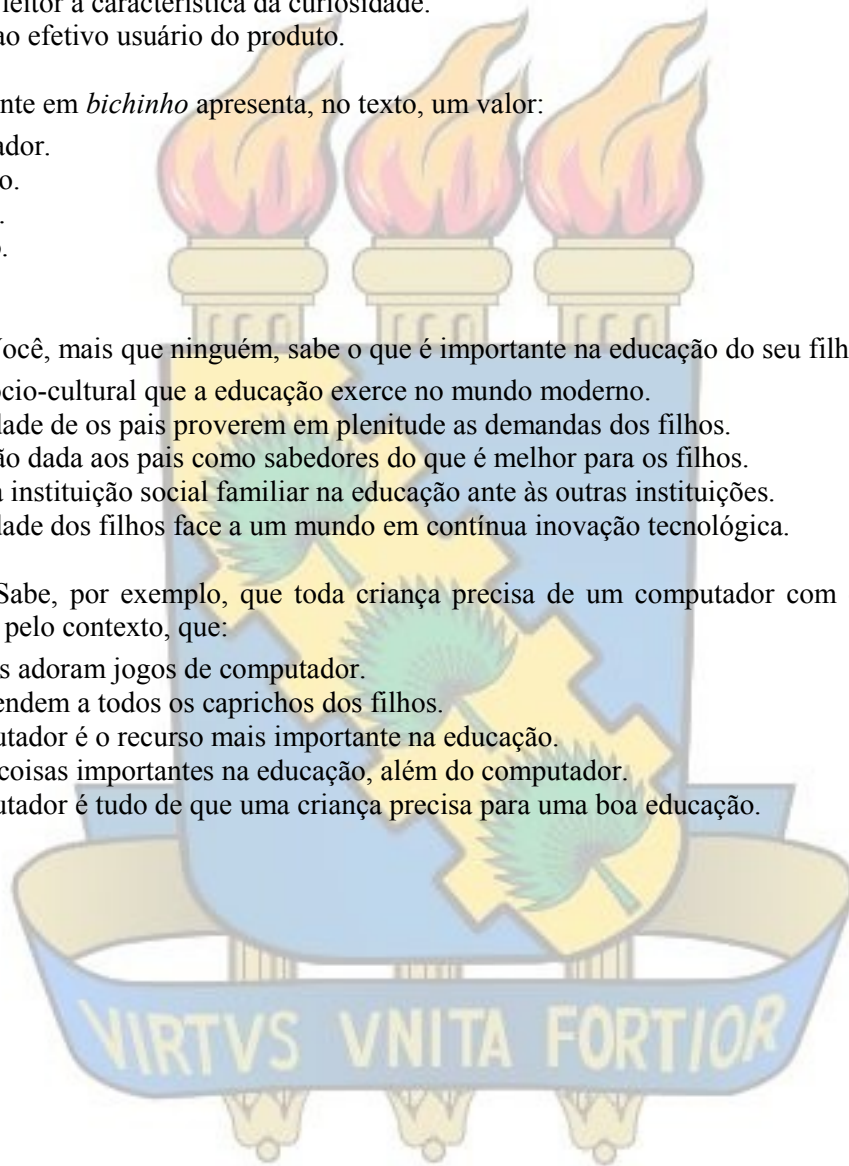 leitor a característica da curiosidade.
ao efetivo usuário do produto.
nte em bichinho apresenta, no texto, um valor:
ador.
o.
.
o.
Você, mais que ninguém, sabe o que é importante na educação do seu filh
ócio-cultural que a educação exerce no mundo moderno.
dade de os pais proverem em plenitude as demandas dos filhos.
ão dada aos pais como sabedores do que é melhor para os filhos.
a instituição social familiar na educação ante às outras instituições.
dade dos filhos face a um mundo em contínua inovação tecnológica.
Sabe, por exemplo, que toda criança precisa de um computador com
pelo contexto, que:
s adoram jogos de computador.
endem a todos os caprichos dos filhos.
utador é o recurso mais importante na educação.
coisas importantes na educação, além do computador.
utador é tudo de que uma criança precisa para uma boa educação.
VIRTVS VNITA FORTIOR